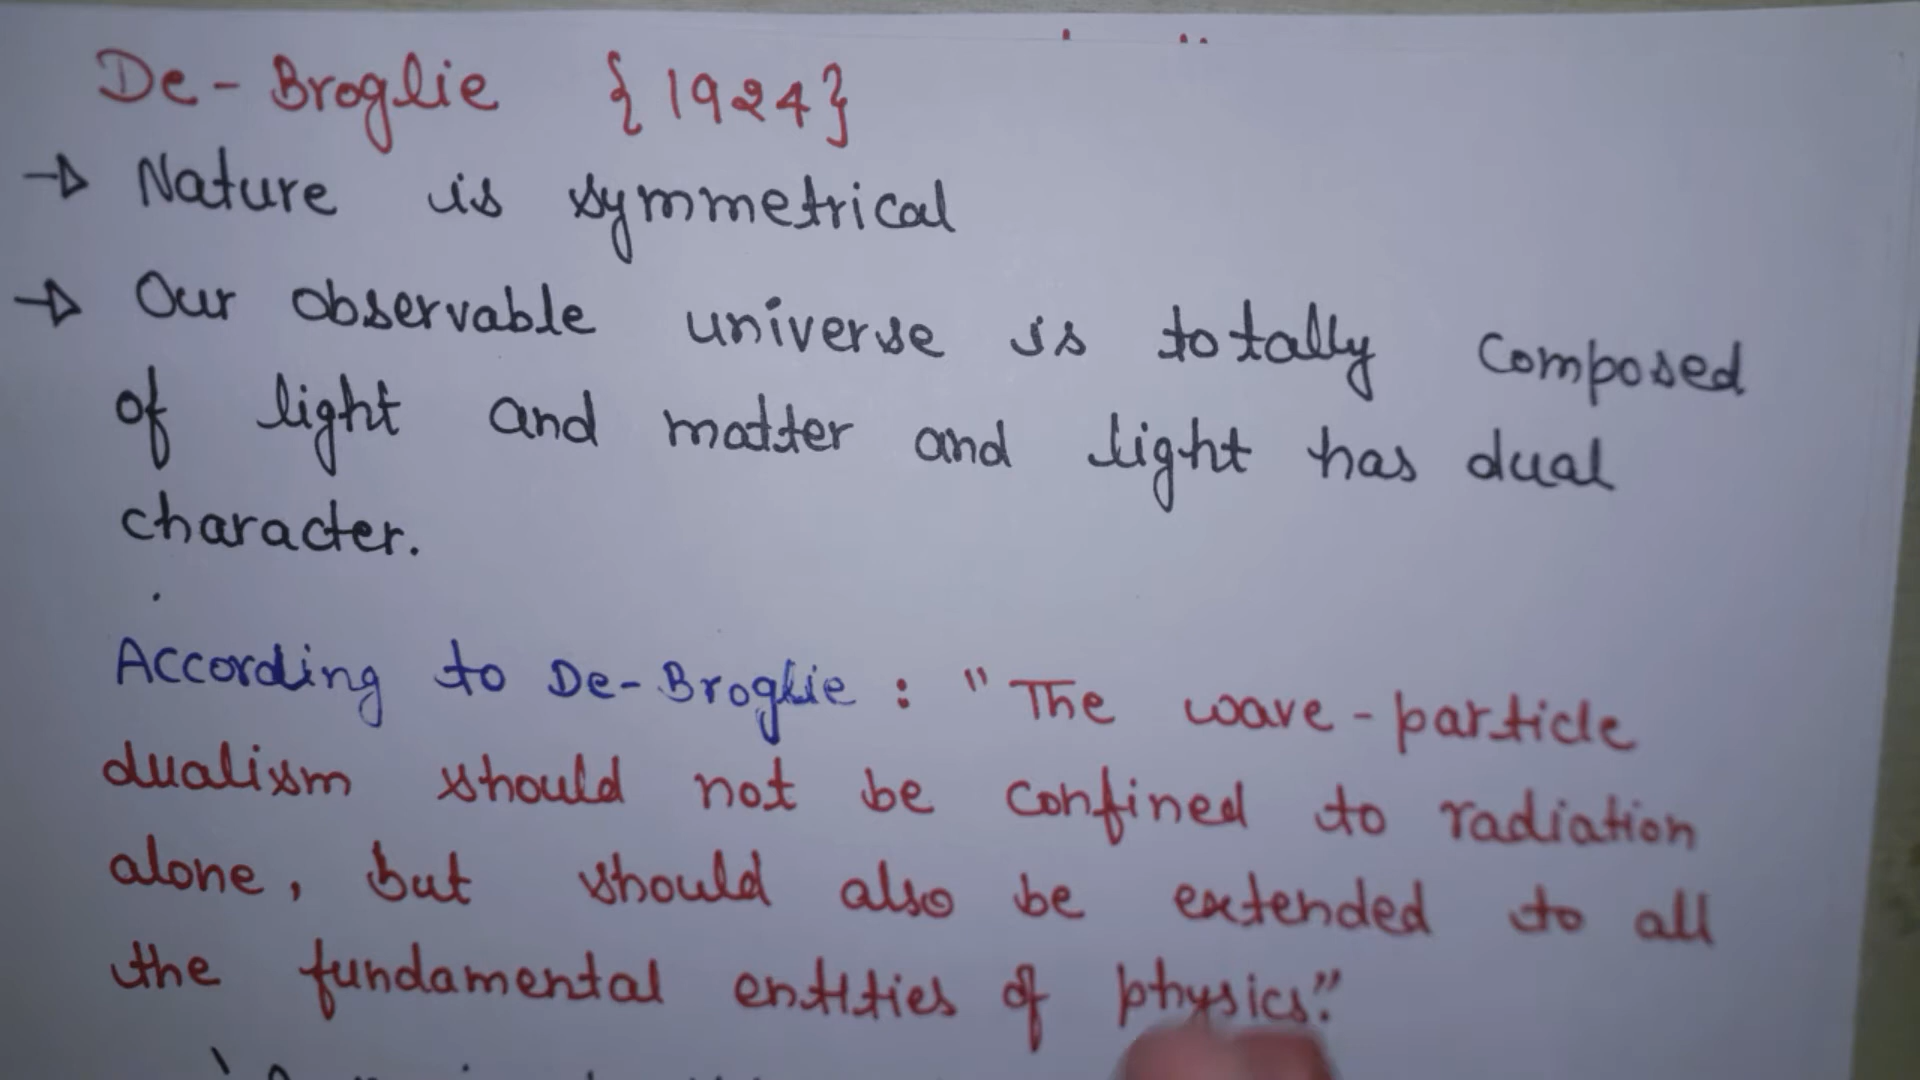 De-Broglie {1924}
→ Nature is symmetrical
→ Our observable universe is totally composed
of light and matter and light has dual
character.
According to De-Broglie : "The wave-particle
dualism should not be confined to radiation
alone, but should also be extended to all
the fundamental entities of physics."